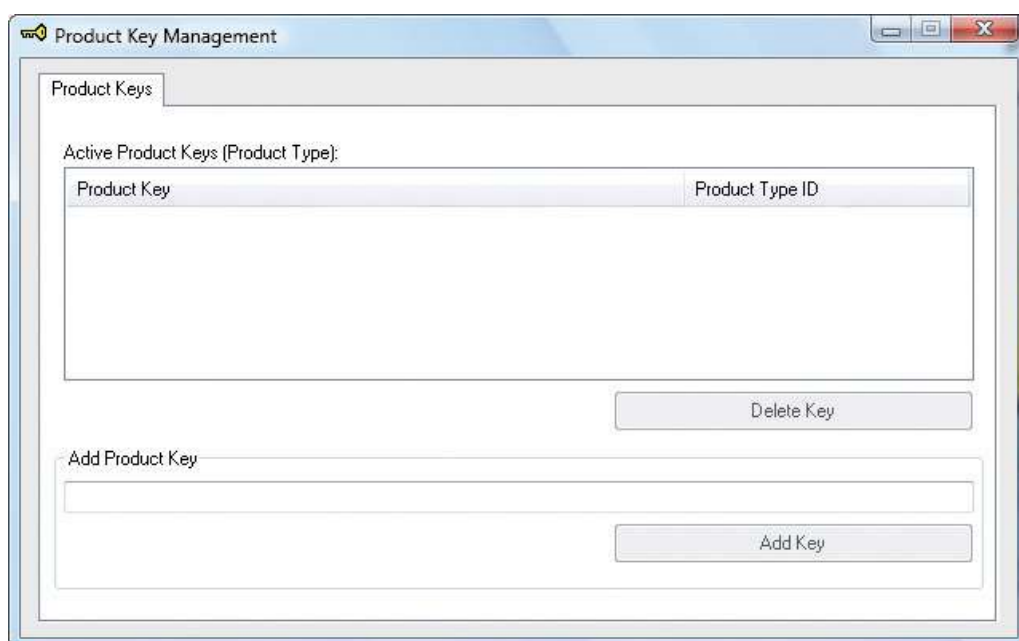 Product Key Management
Product Keys
Active Product Keys (Product Type):
Product Key Product Type ID
Delete Key
Add Product Key
Add Key